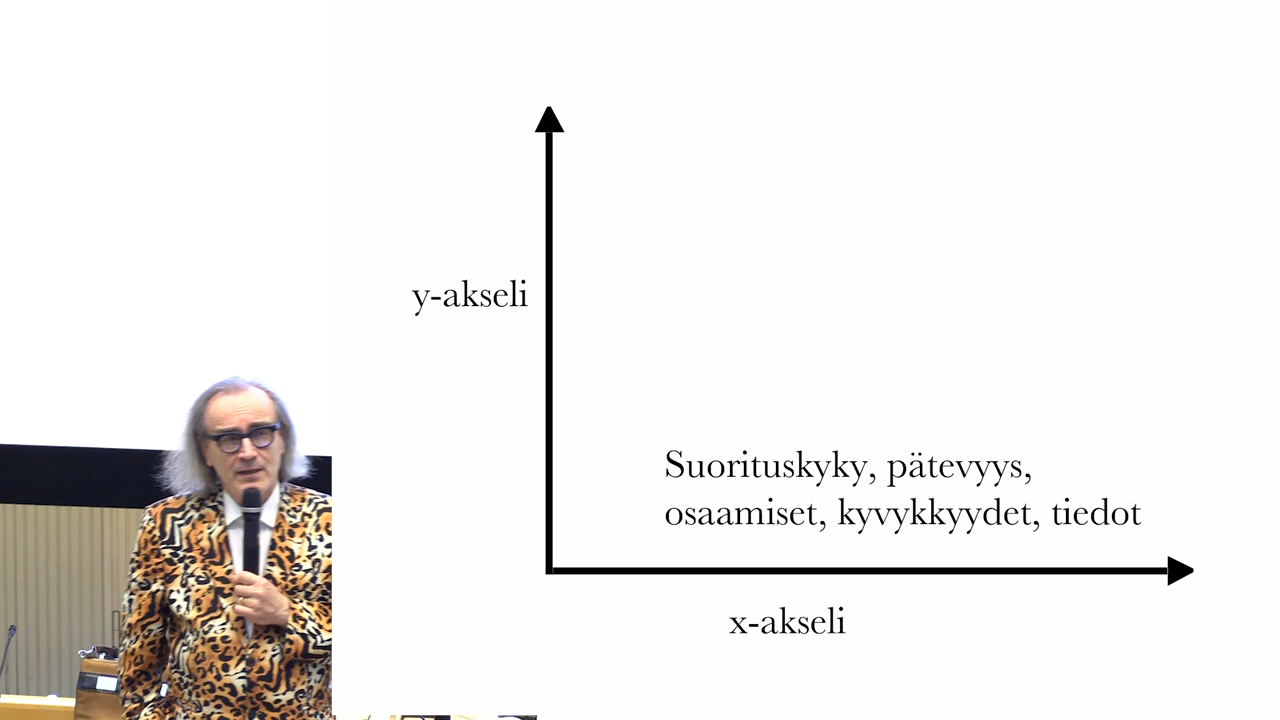 y-akseli
Suorituskyky, pätevyys,
osaamiset, kyvykkyydet, tiedot
x-akseli